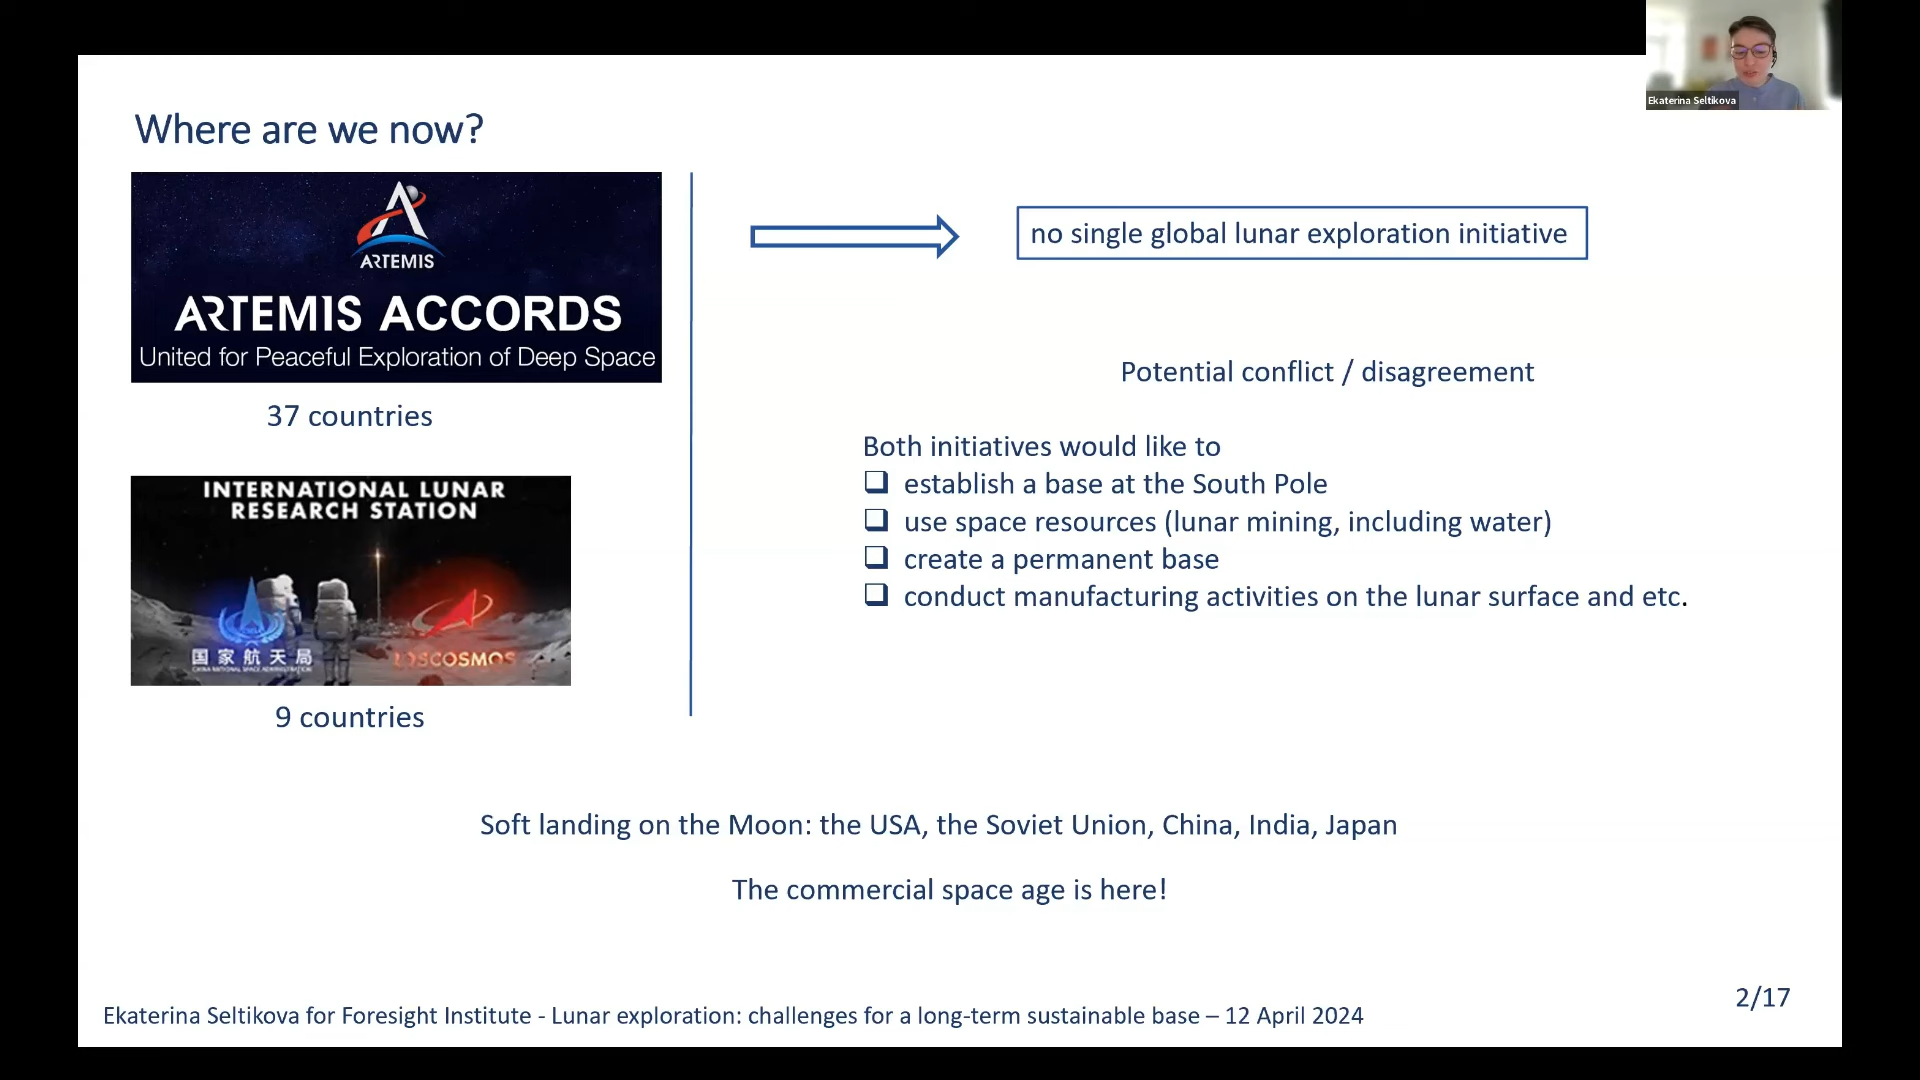 Ekaterina Seltikova
Where are we now?
ARTEMIS
ARTEMIS ACCORDS
United for Peaceful Exploration of Deep Space
37 countries
INTERNATIONAL LUNAR
RESEARCH STATION
国家航天局
CHINA NATIONAL SPACE ADMINISTRATION
ROSCOSMOS
9 countries
no single global lunar exploration initiative
Potential conflict / disagreement
Both initiatives would like to
❑ establish a base at the South Pole
❑ use space resources (lunar mining, including water)
❑ create a permanent base
❑ conduct manufacturing activities on the lunar surface and etc.
Soft landing on the Moon: the USA, the Soviet Union, China, India, Japan
The commercial space age is here!
Ekaterina Seltikova for Foresight Institute - Lunar exploration: challenges for a long-term sustainable base – 12 April 2024
2/17